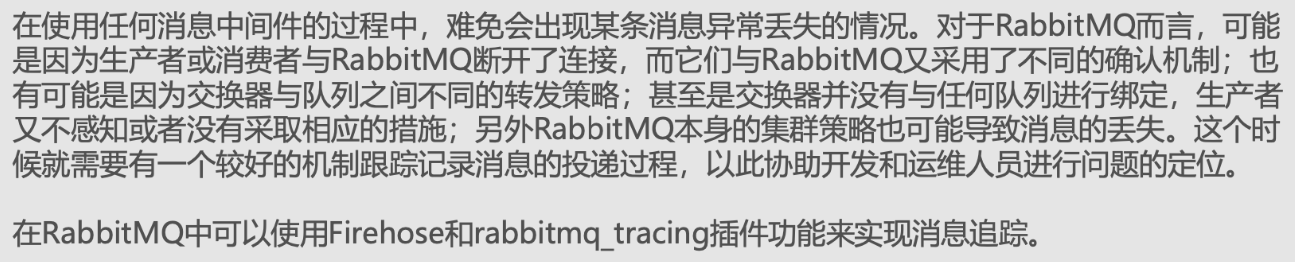 在使用任何消息中间件的过程中，难免会出现某条消息异常丢失的情况。对于RabbitMQ而言，可能
是因为生产者或消费者与RabbitMQ断开了连接，而它们与RabbitMQ又采用了不同的确认机制；也
有可能是因为交换器与队列之间不同的转发策略；甚至是交换器并没有与任何队列进行绑定，生产者
又不感知或者没有采取相应的措施；另外RabbitMQ本身的集群策略也可能导致消息的丢失。这个时
候就需要有一个较好的机制跟踪记录消息的投递过程，以此协助开发和运维人员进行问题的定位。
在RabbitMQ中可以使用Firehose和rabbitmq_tracing插件功能来实现消息追踪。